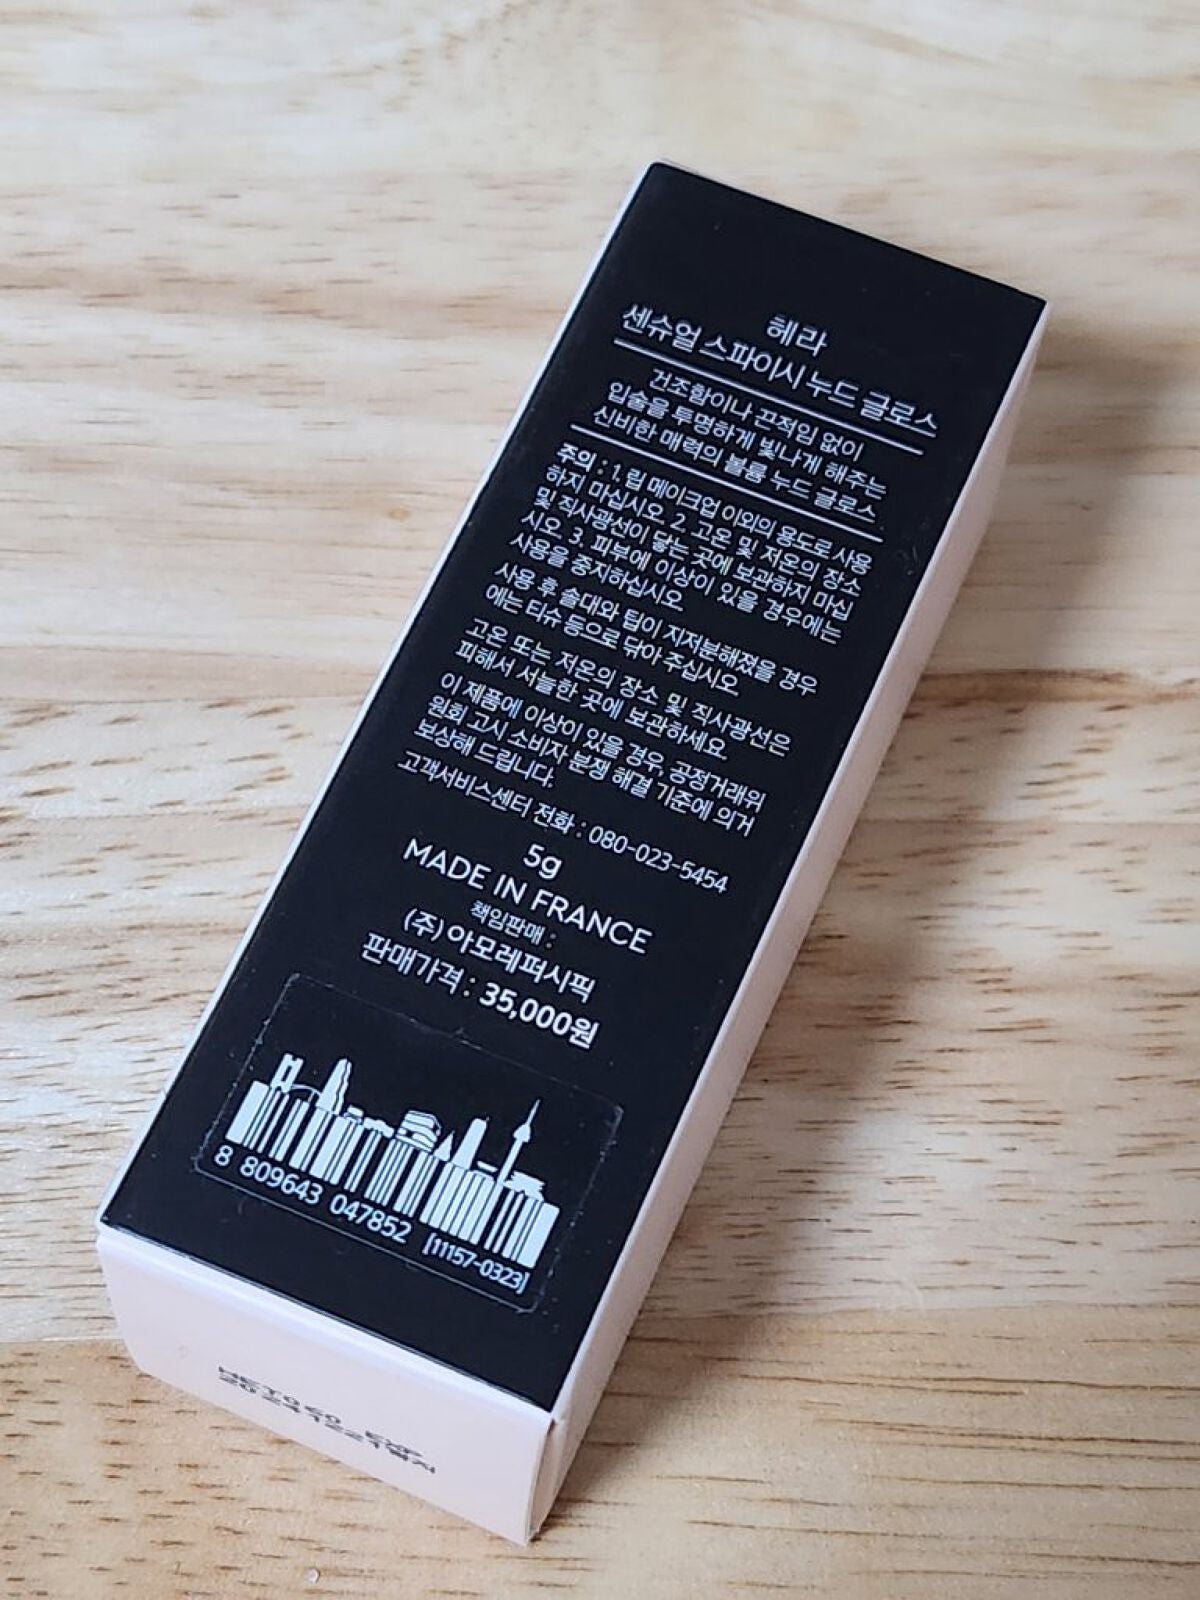 헤라
센슈얼 스파이시 누드 글로스
건조함이나 끈적임 없이
입술을 투명하게 빛나게 해주는
신비한 매력의 볼륨 누드 글로스
주의 : 1. 립 메이크업 이외의 용도로 사용
하지 마십시오. 2. 고온 및 저온의 장소
및 직사광선이 닿는 곳에 보관하지 마십
시오. 3. 피부에 이상이 있을 경우에는
사용을 중지하십시오.
사용 후 술대와 팁이 지저분해졌을 경우
에는 티슈 등으로 닦아 주십시오.
고온 또는 저온의 장소 및 직사광선은
피해서 서늘한 곳에 보관하세요.
이 제품에 이상이 있을 경우, 공정거래위
원회 고시 소비자 분쟁 해결 기준에 의거
보상해 드립니다.
고객서비스센터 전화 : 080-023-5454
5g
MADE IN FRANCE
책임판매 :
(주) 아모레퍼시픽
판매가격 : 35,000원
8 809643 047852 [11157-0323]
EXP